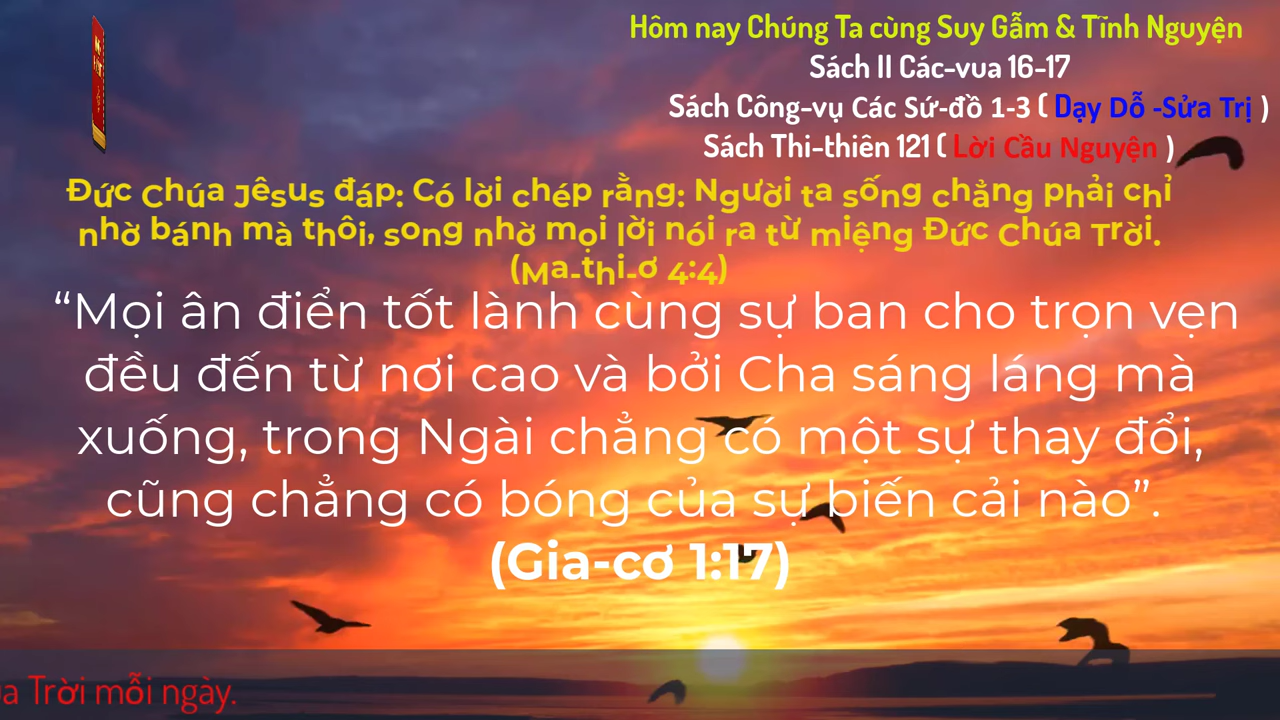 Hôm nay Chúng Ta cùng Suy Gẫm & Tĩnh Nguyện
Sách II Các-vua 16-17
Sách Công-vụ Các Sứ-đồ 1-3 ( Dạy Dỗ -Sửa Trị )
Sách Thi-thiên 121 ( Lời Cầu Nguyện )
Đức Chúa Jêsus đáp: Có lời chép rằng: Người ta sống chẳng phải chỉ
nhờ bánh mà thôi, song nhờ mọi lời nói ra từ miệng Đức Chúa Trời.
(Ma-thi-ơ 4:4)
“Mọi ân điển tốt lành cùng sự ban cho trọn vẹn
đều đến từ nơi cao và bởi Cha sáng láng mà
xuống, trong Ngài chẳng có một sự thay đổi,
cũng chẳng có bóng của sự biến cải nào”.
(Gia-cơ 1:17)
Trời mỗi ngày.